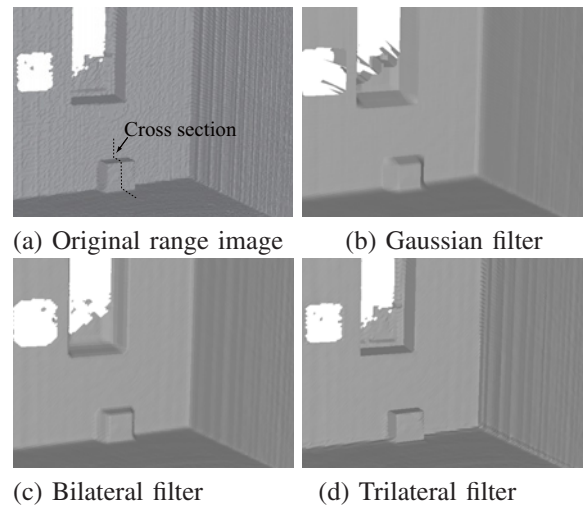 Cross section
(a) Original range image
(b) Gaussian filter
(c) Bilateral filter
(d) Trilateral filter